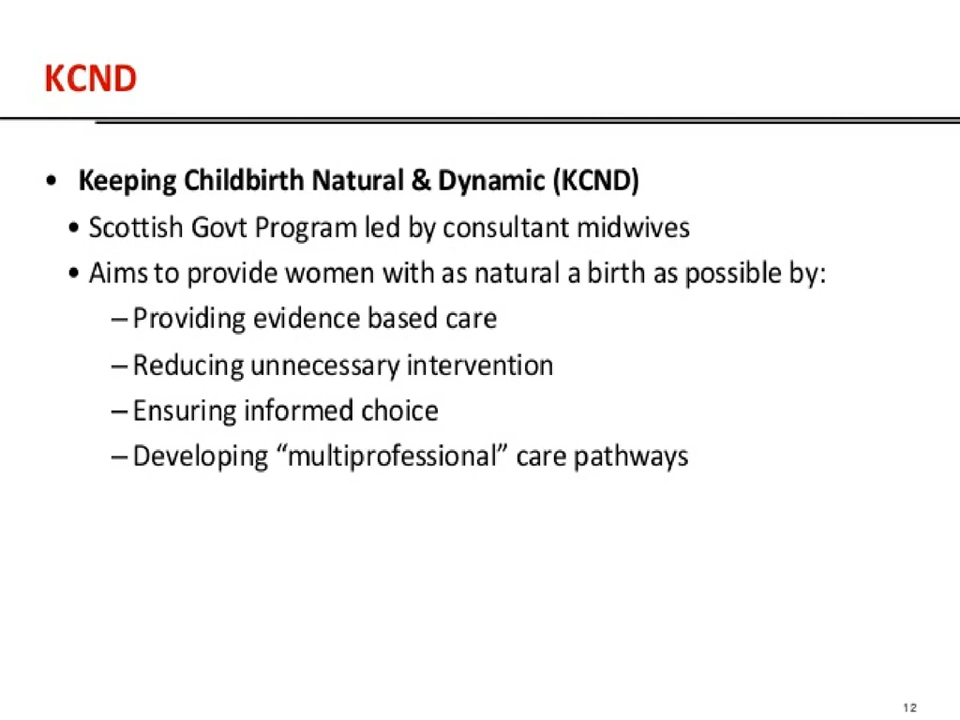 KCND
• Keeping Childbirth Natural & Dynamic (KCND)
• Scottish Govt Program led by consultant midwives
• Aims to provide women with as natural a birth as possible by:
– Providing evidence based care
– Reducing unnecessary intervention
– Ensuring informed choice
– Developing “multiprofessional” care pathways
12